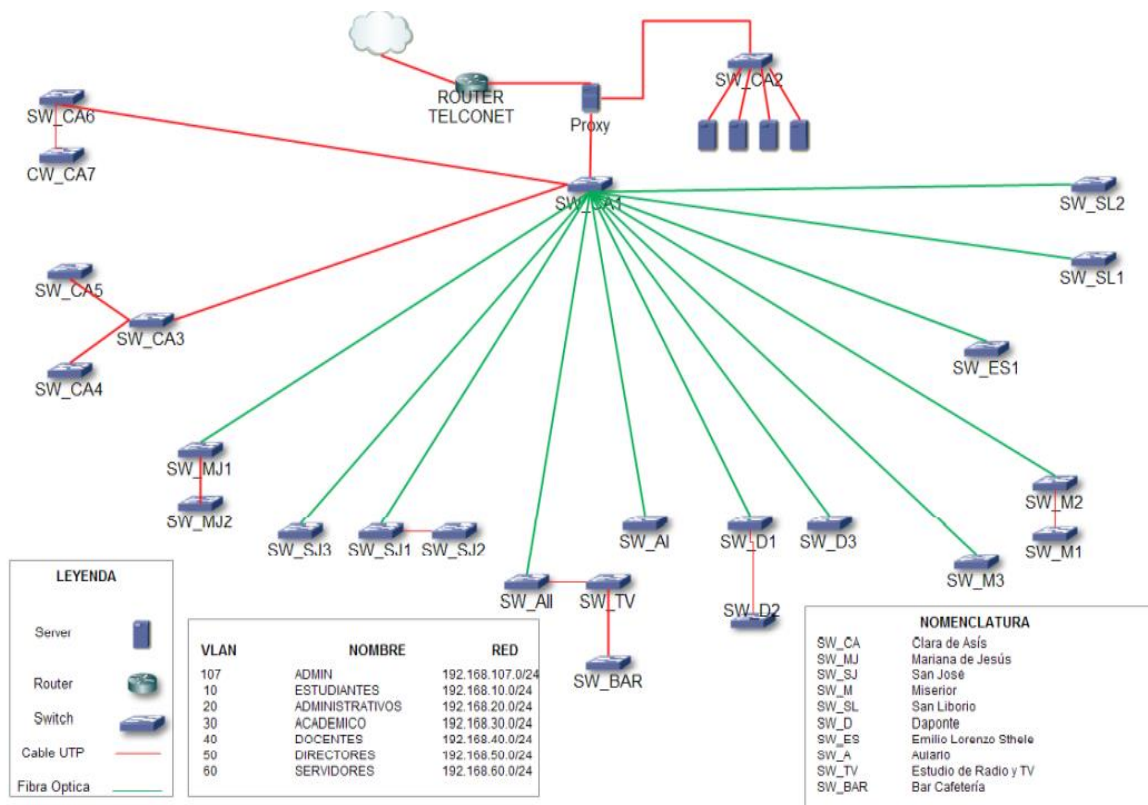 ROUTER
TELCONET
Proxy
SW_CA2
SW_CA6
CW_CA7
SW_CA1
SW_SL2
SW_SL1
SW_CA5
SW_CA3
SW_CA4
SW_ES1
SW_MJ1
SW_MJ2
SW_SJ3
SW_SJ1
SW_SJ2
SW_AI
SW_D1
SW_D3
SW_M2
SW_M1
SW_M3
SW_AII
SW_TV
SW_D2
SW_BAR
LEYENDA
Server
Router
Switch
Cable UTP
Fibra Optica
VLAN NOMBRE RED
107 ADMIN 192.168.107.0/24
10 ESTUDIANTES 192.168.10.0/24
20 ADMINISTRATIVOS 192.168.20.0/24
30 ACADEMICO 192.168.30.0/24
40 DOCENTES 192.168.40.0/24
50 DIRECTORES 192.168.50.0/24
60 SERVIDORES 192.168.60.0/24
NOMENCLATURA
SW_CA Clara de Asís
SW_MJ Mariana de Jesús
SW_SJ San José
SW_M Miserior
SW_SL San Liborio
SW_D Daponte
SW_ES Emilio Lorenzo Sthele
SW_A Aulario
SW_TV Estudio de Radio y TV
SW_BAR Bar Cafetería